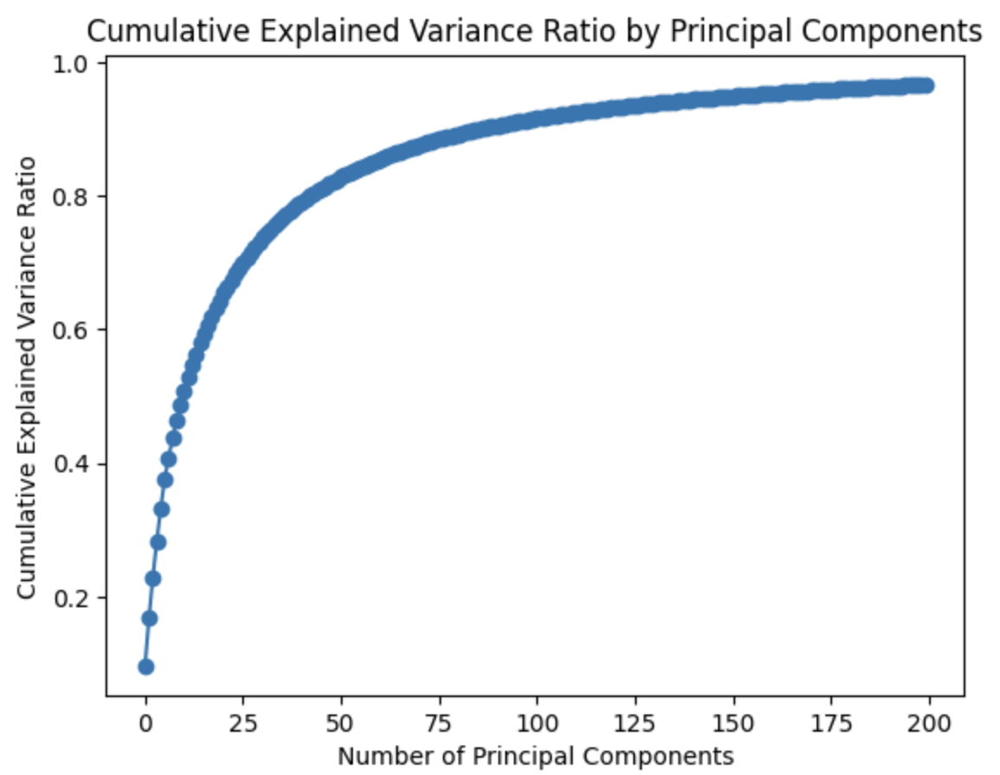 Cumulative Explained Variance Ratio by Principal Components
1.0
0.8
0.6
0.4
0.2
Cumulative Explained Variance Ratio
0 25 50 75 100 125 150 175 200
Number of Principal Components